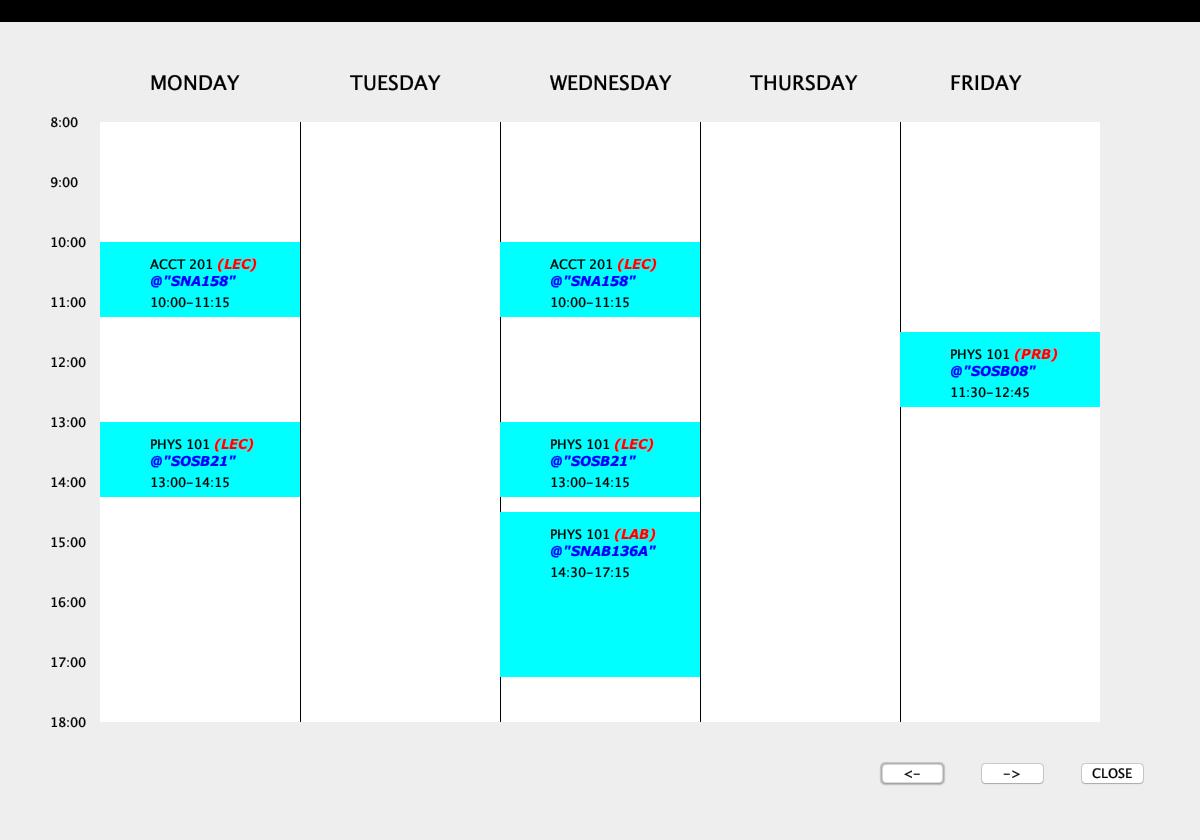 MONDAY TUESDAY WEDNESDAY THURSDAY FRIDAY
8:00
9:00
10:00
11:00
12:00
13:00
14:00
15:00
16:00
17:00
18:00
ACCT 201 (LEC)
@"SNA158"
10:00-11:15
PHYS 101 (LEC)
@"SOSB21"
13:00-14:15
ACCT 201 (LEC)
@"SNA158"
10:00-11:15
PHYS 101 (LEC)
@"SOSB21"
13:00-14:15
PHYS 101 (LAB)
@"SNAB136A"
14:30-17:15
PHYS 101 (PRB)
@"SOSB08"
11:30-12:45
<- -> CLOSE